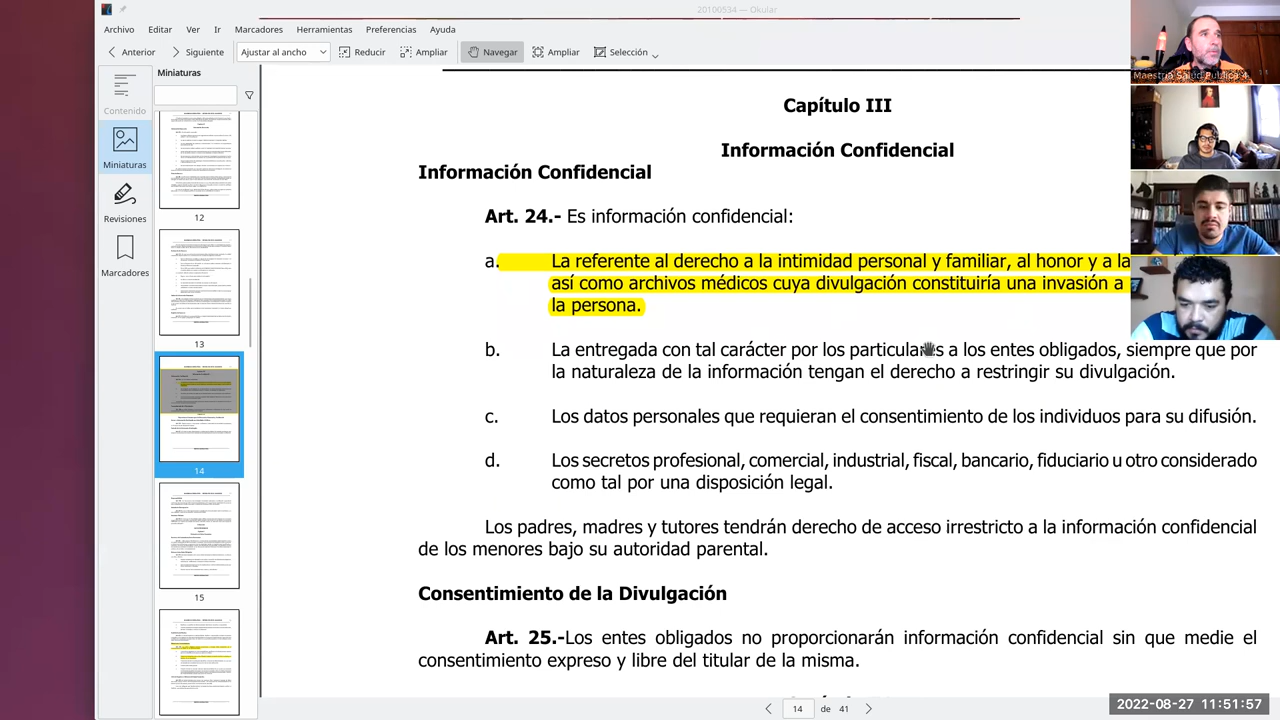 20100534 — Okular
Archivo Editar Ver Ir Marcadores Herramientas Preferencias Ayuda
Anterior Siguiente Ajustar al ancho Reducir Ampliar Navegar Ampliar Selección
Miniaturas
Contenido
Miniaturas
Revisiones
12
13
14
15
Maestría Salud Pública 4
Capítulo III
Información Confidencial
Información Confiden
Art. 24.- Es información confidencial:
a. La referente al derecho a la intimidad personal y familiar, al honor y a la
así como archivos médicos cuya divulgación constituiría una invasión a
la persona
b. La entregada con tal carácter por los particulares a los entes obligados, siempre que por
la naturaleza de la información tengan el derecho a restringir su divulgación.
c. Los datos personales que requieran el consentimiento de los individuos para su difusión.
d. Los secretos profesional, comercial, industrial, fiscal, bancario, fiduciario u otro considerado
como tal por una disposición legal.
Los padres, madres y tutores tendrán derecho de acceso irrestricto a la información confidencial
de los menores bajo su autoridad parental.
Consentimiento de la Divulgación
Art. 25.-Los entes obligados no proporcionarán información confidencial sin que medie el
consentimiento expreso y libre del titular de la misma.
14 de 41
2022-08-27 11:51:57